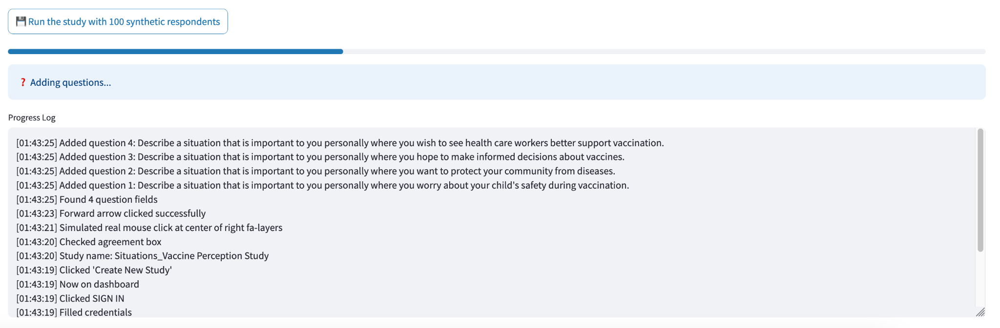 💾 Run the study with 100 synthetic respondents
❓ Adding questions...
Progress Log
[01:43:25] Added question 4: Describe a situation that is important to you personally where you wish to see health care workers better support vaccination.
[01:43:25] Added question 3: Describe a situation that is important to you personally where you hope to make informed decisions about vaccines.
[01:43:25] Added question 2: Describe a situation that is important to you personally where you want to protect your community from diseases.
[01:43:25] Added question 1: Describe a situation that is important to you personally where you worry about your child's safety during vaccination.
[01:43:25] Found 4 question fields
[01:43:23] Forward arrow clicked successfully
[01:43:21] Simulated real mouse click at center of right fa-layers
[01:43:20] Checked agreement box
[01:43:20] Study name: Situations_Vaccine Perception Study
[01:43:19] Clicked 'Create New Study'
[01:43:19] Now on dashboard
[01:43:19] Clicked SIGN IN
[01:43:19] Filled credentials